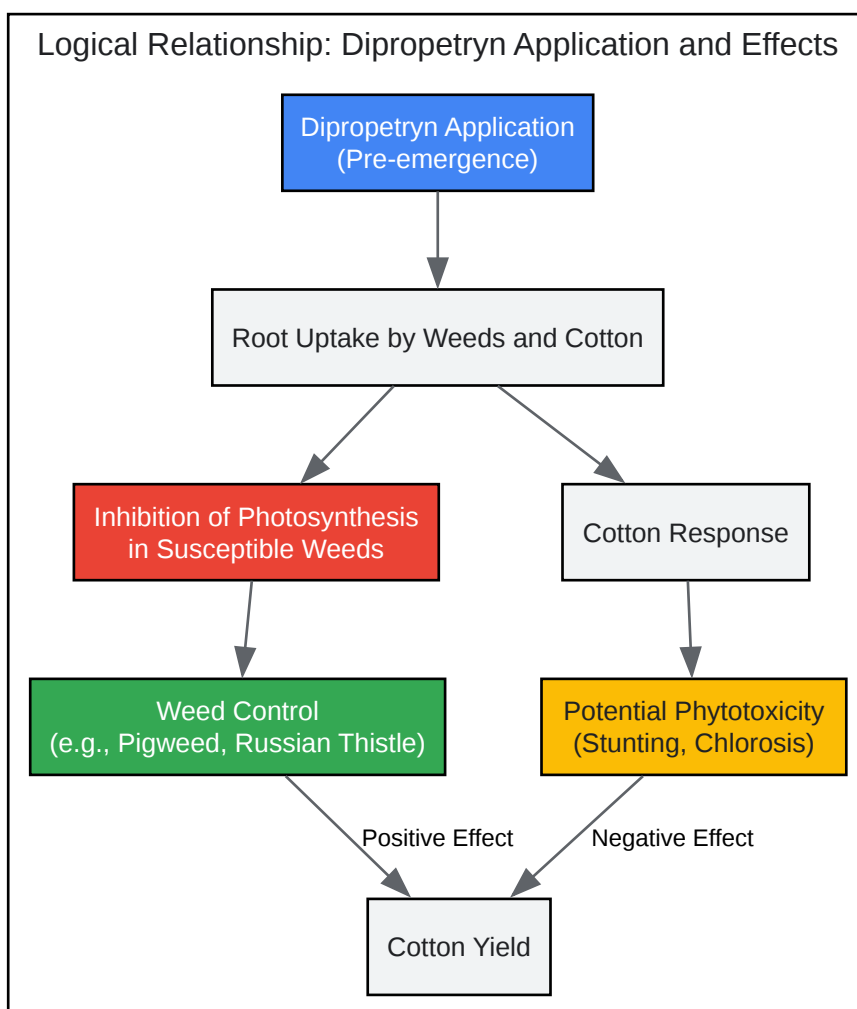 Logical Relationship: Dipropetryn Application and Effects
Dipropetryn Application
(Pre-emergence)
Root Uptake by Weeds and Cotton
Inhibition of Photosynthesis
in Susceptible Weeds
Cotton Response
Weed Control
(e.g., Pigweed, Russian Thistle)
Potential Phytotoxicity
(Stunting, Chlorosis)
Positive Effect
Negative Effect
Cotton Yield